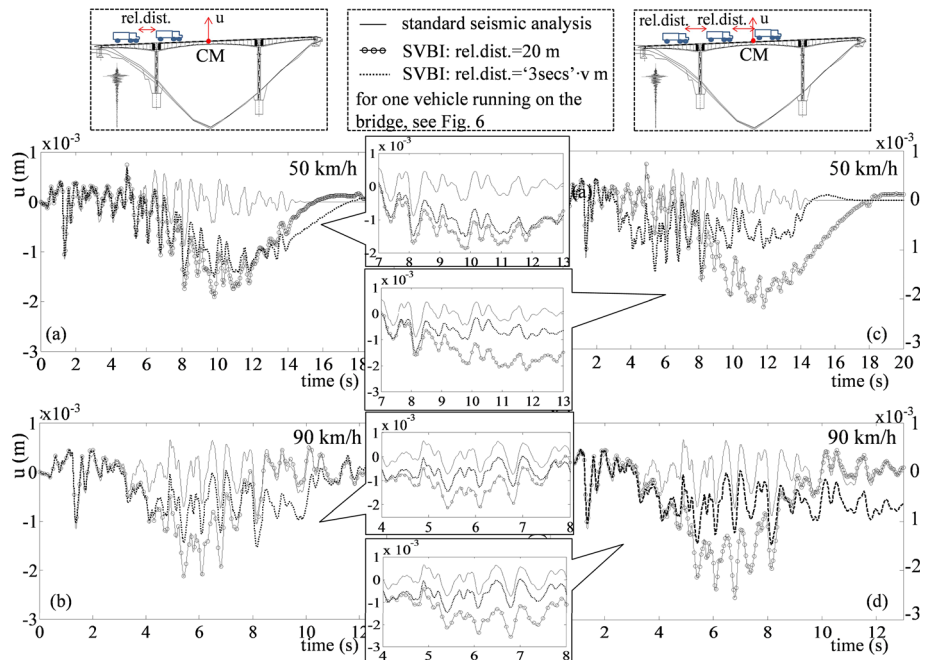 rel.dist.
u
CM
standard seismic analysis
SVBI: rel.dist.=20 m
SVBI: rel.dist.=‘3secs’·v m
for one vehicle running on the
bridge, see Fig. 6
rel.dist. rel.dist. u
CM
x10-3
1
0
-1
-2
-3
u (m)
50 km/h
(a)
0 2 4 6 8 10 12 14 16 18
time (s)
x 10-3
1
0
-1
-2
7 8 9 10 11 12 13
x 10-3
1
0
-1
-2
-3
7 8 9 10 11 12 13
50 km/h
x10-3
1
0
-1
-2
-3
(c)
2 4 6 8 10 12 14 16 18 20
time (s)
x10-3
1
0
-1
-2
-3
u (m)
90 km/h
(b)
0 2 4 6 8 10 12
time (s)
x 10-3
1
0
-1
-2
4 5 6 7 8
x 10-3
1
0
-1
-2
-3
4 5 6 7 8
90 km/h
x10-3
1
0
-1
-2
-3
(d)
2 4 6 8 10 12
time (s)